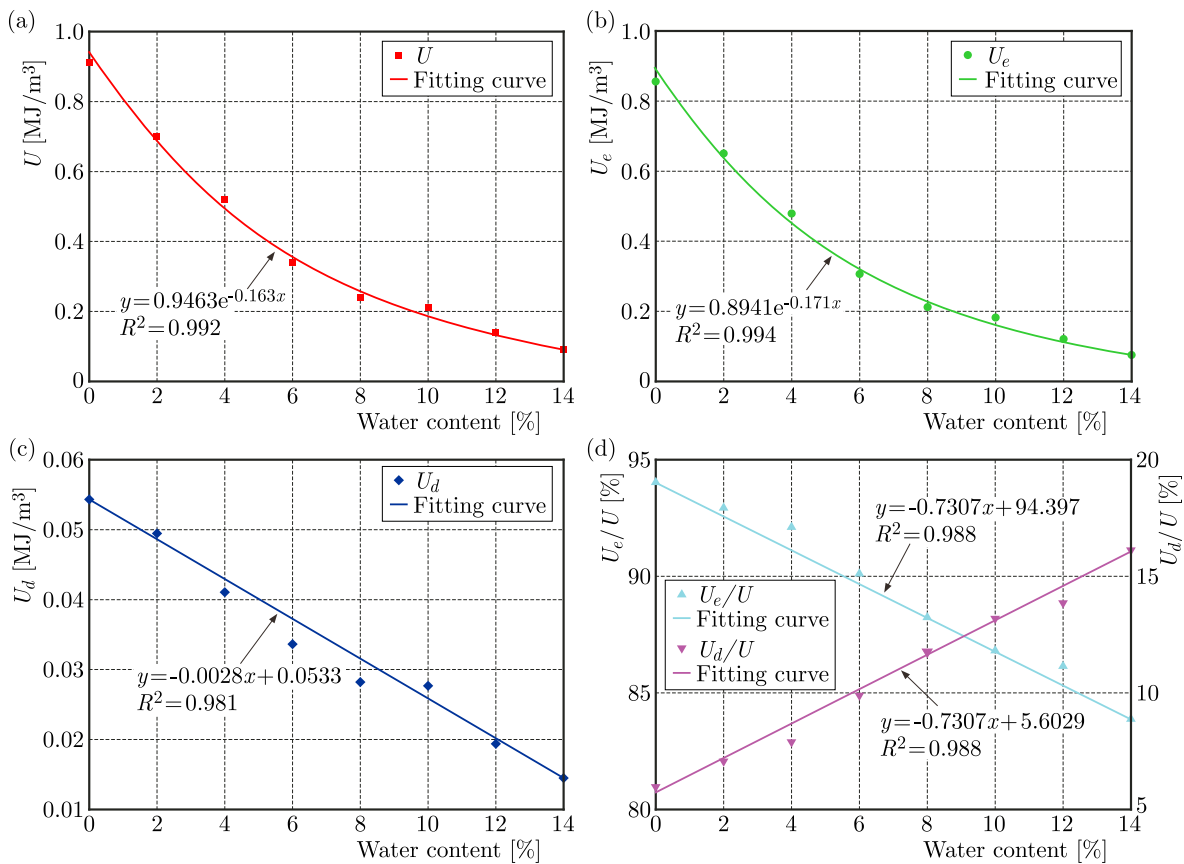 (a)
U [MJ/m³]
1.0
0.8
0.6
0.4
0.2
0
U
Fitting curve
y=0.9463e^-0.163x
R²=0.992
0 2 4 6 8 10 12 14
Water content [%]
(b)
U_e [MJ/m³]
1.0
0.8
0.6
0.4
0.2
0
U_e
Fitting curve
y=0.8941e^-0.171x
R²=0.994
0 2 4 6 8 10 12 14
Water content [%]
(c)
U_d [MJ/m³]
0.06
0.05
0.04
0.03
0.02
0.01
U_d
Fitting curve
y=-0.0028x+0.0533
R²=0.981
0 2 4 6 8 10 12 14
Water content [%]
(d)
U_e/U [%]
95
90
85
80
y=-0.7307x+94.397
R²=0.988
U_e/U
Fitting curve
U_d/U
Fitting curve
y=-0.7307x+5.6029
R²=0.988
20
15
10
5
U_d/U [%]
0 2 4 6 8 10 12 14
Water content [%]